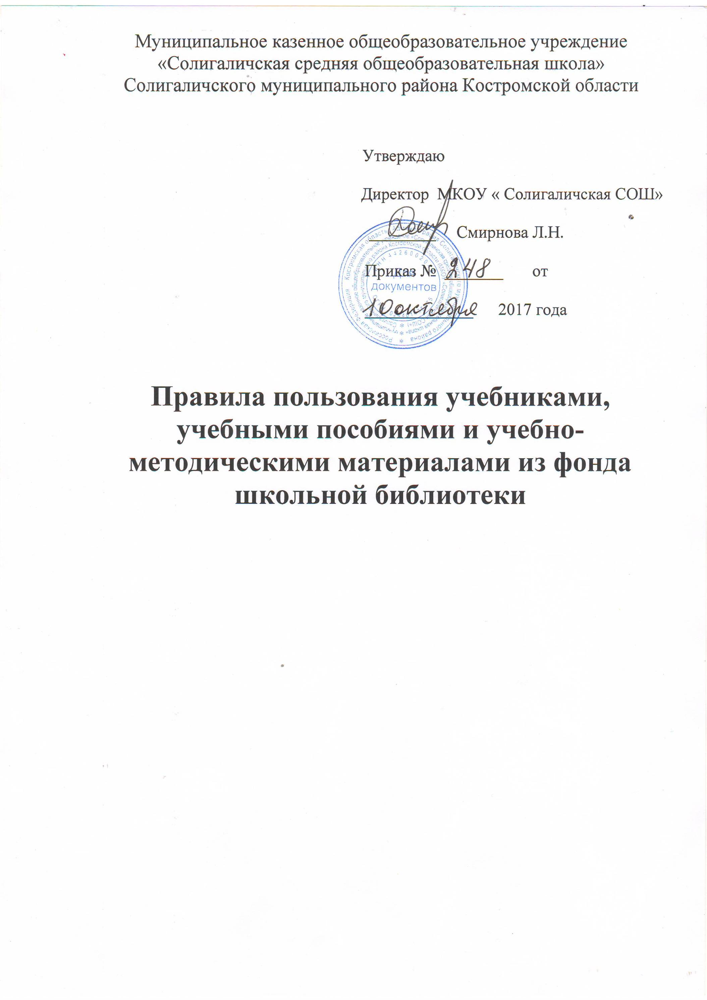 Муниципальное казенное общеобразовательное учреждение
«Солигаличская средняя общеобразовательная школа»
Солигаличского муниципального района Костромской области
Утверждаю
Директор МКОУ « Солигаличская СОШ»
Смирнова Л.Н.
Приказ № 248 от
Для
документов
10 октября 2017 года
Правила пользования учебниками,
учебными пособиями и учебно-
методическими материалами из фонда
школьной библиотеки